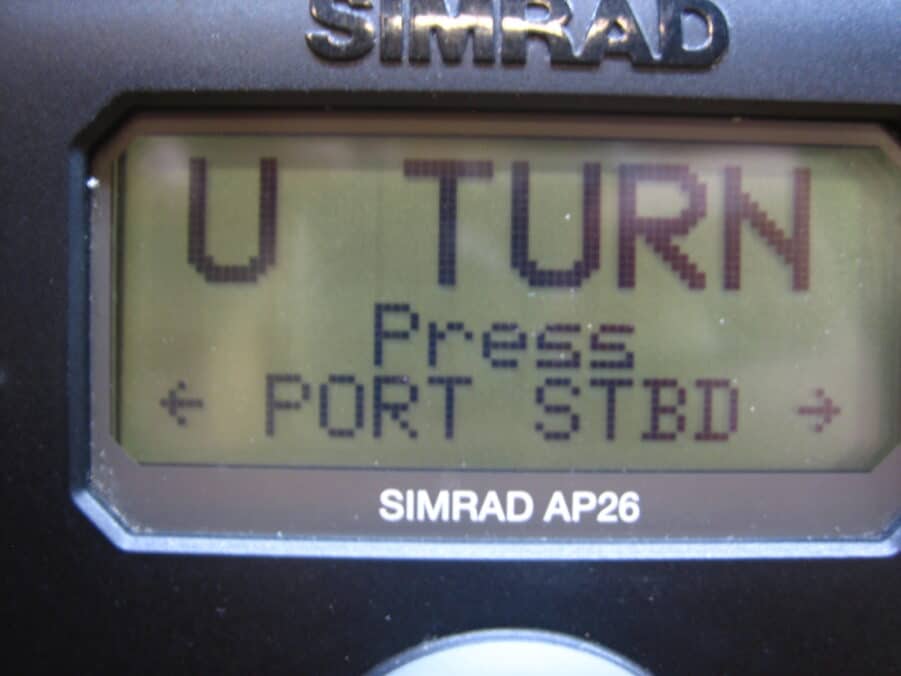 SIMRAD
U TURN
Press
← PORT STBD →
SIMRAD AP26